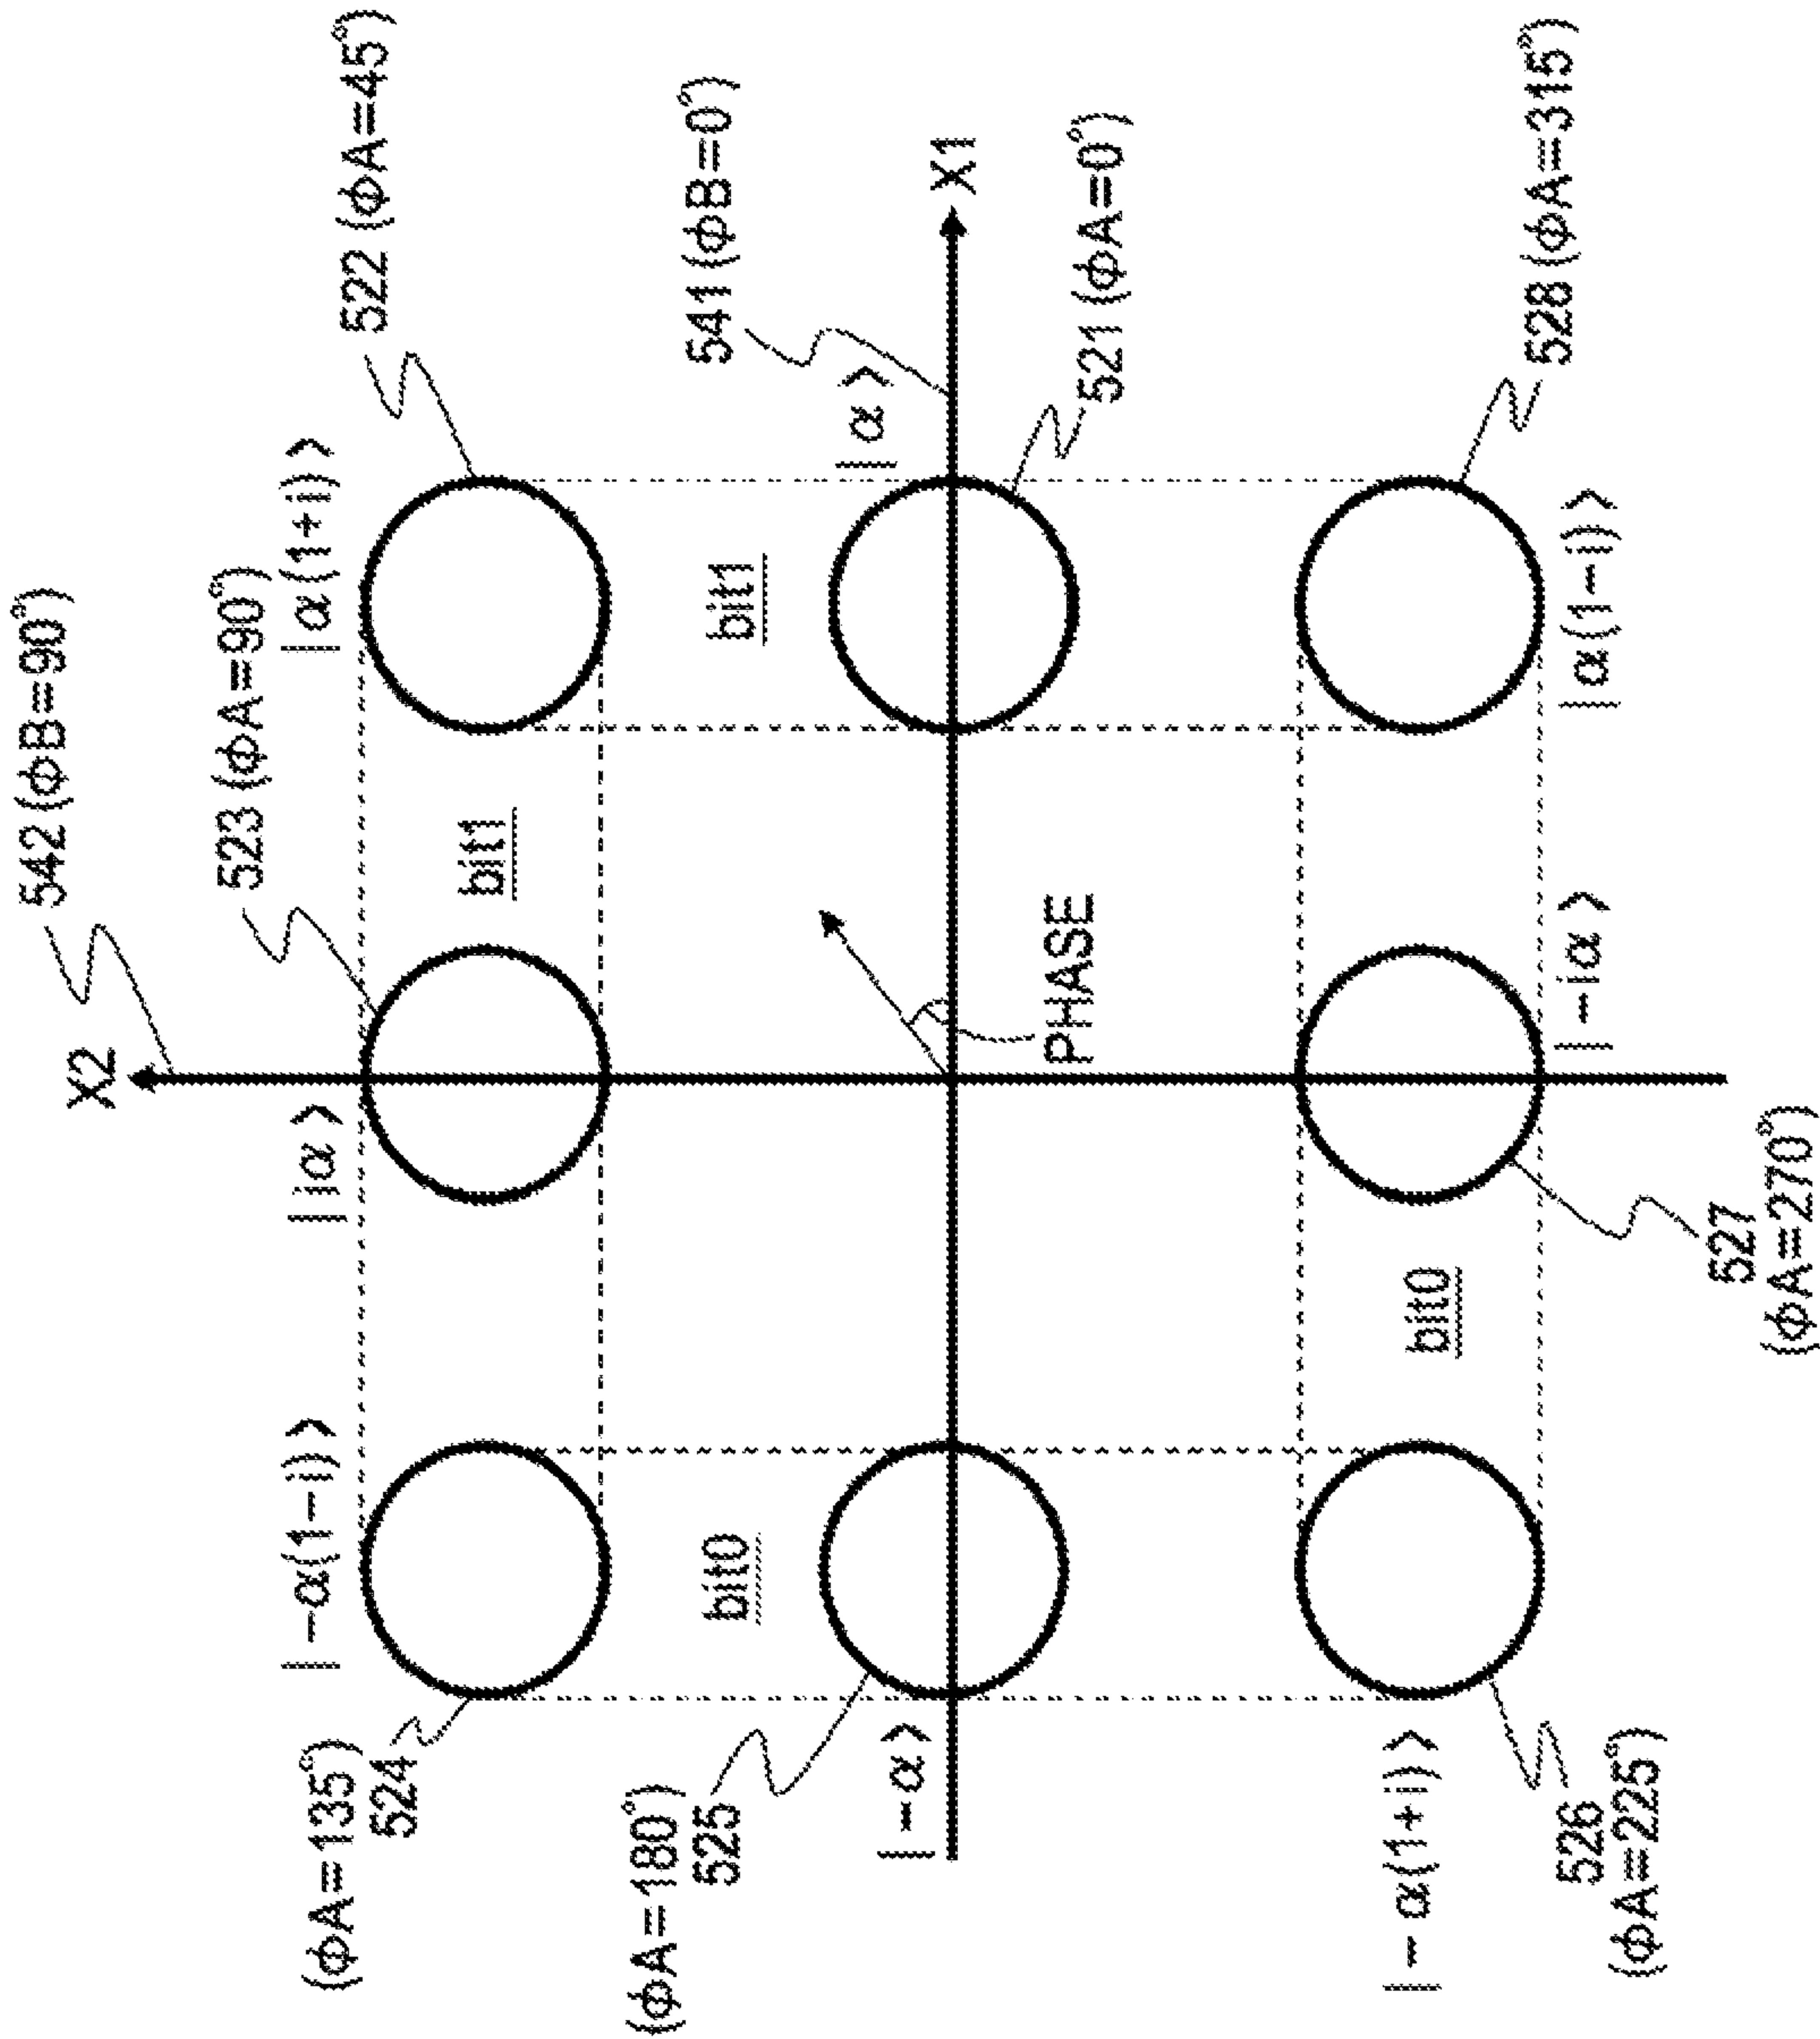 542 (ϕB=90°)
X2
523 (ϕA=90°)
|iα⟩
|α(1+i)⟩
522 (ϕA=45°)
|-α(1-i)⟩
(ϕA=135°)
524
bit1
bit0
bit1
541 (ϕB=0°)
(ϕA=180°)
525
|-α⟩
|α⟩
X1
PHASE
521 (ϕA=0°)
bit0
|-α(1+i)⟩
526
(ϕA=225°)
|-iα⟩
|α(1-i)⟩
528 (ϕA=315°)
527
(ϕA=270°)